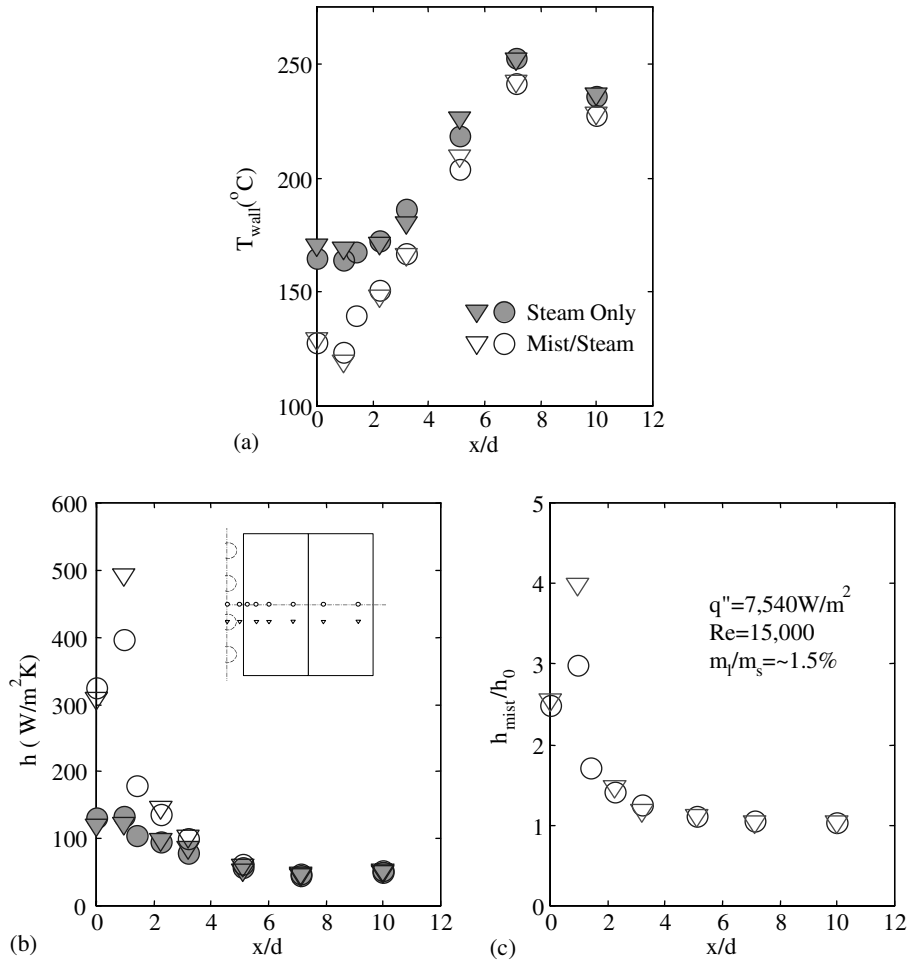 250
200
150
100
T_wall(°C)
Steam Only
Mist/Steam
0 2 4 6 8 10 12
x/d
(a)
600
500
400
300
200
100
0
h ( W/m²K)
0 2 4 6 8 10 12
x/d
(b)
5
4
3
2
1
0
h_mist/h_0
q"=7,540W/m²
Re=15,000
m_l/m_s=~1.5%
0 2 4 6 8 10 12
x/d
(c)